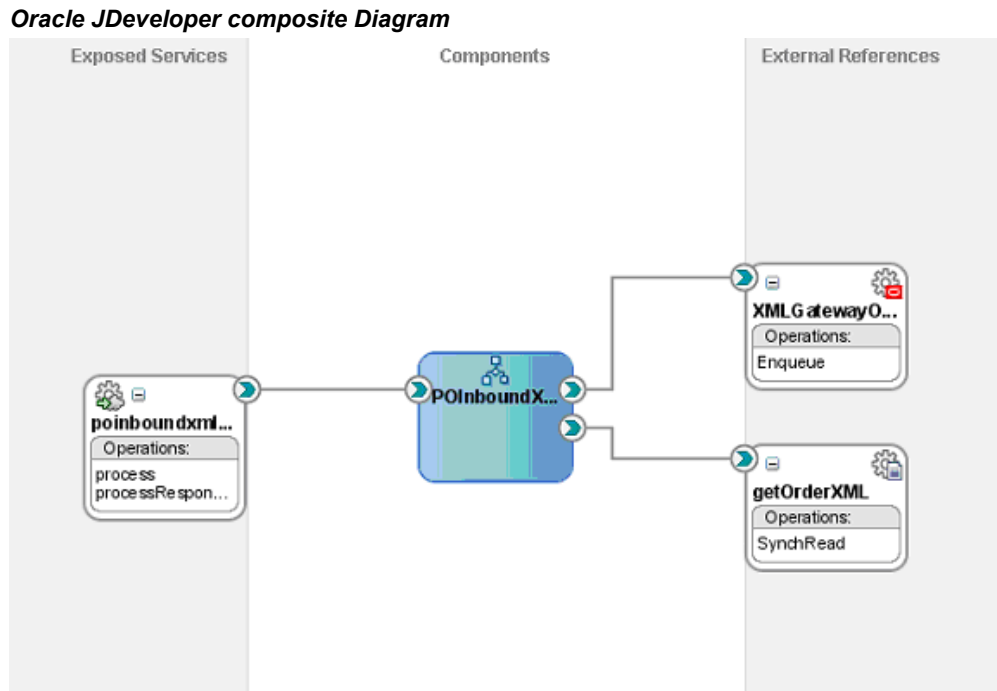 Oracle JDeveloper composite Diagram
Exposed Services
Components
External References
XMLGatewayO...
Operations:
Enqueue
POInboundX...
poinboundxml...
Operations:
process
processRespon...
getOrderXML
Operations:
SynchRead